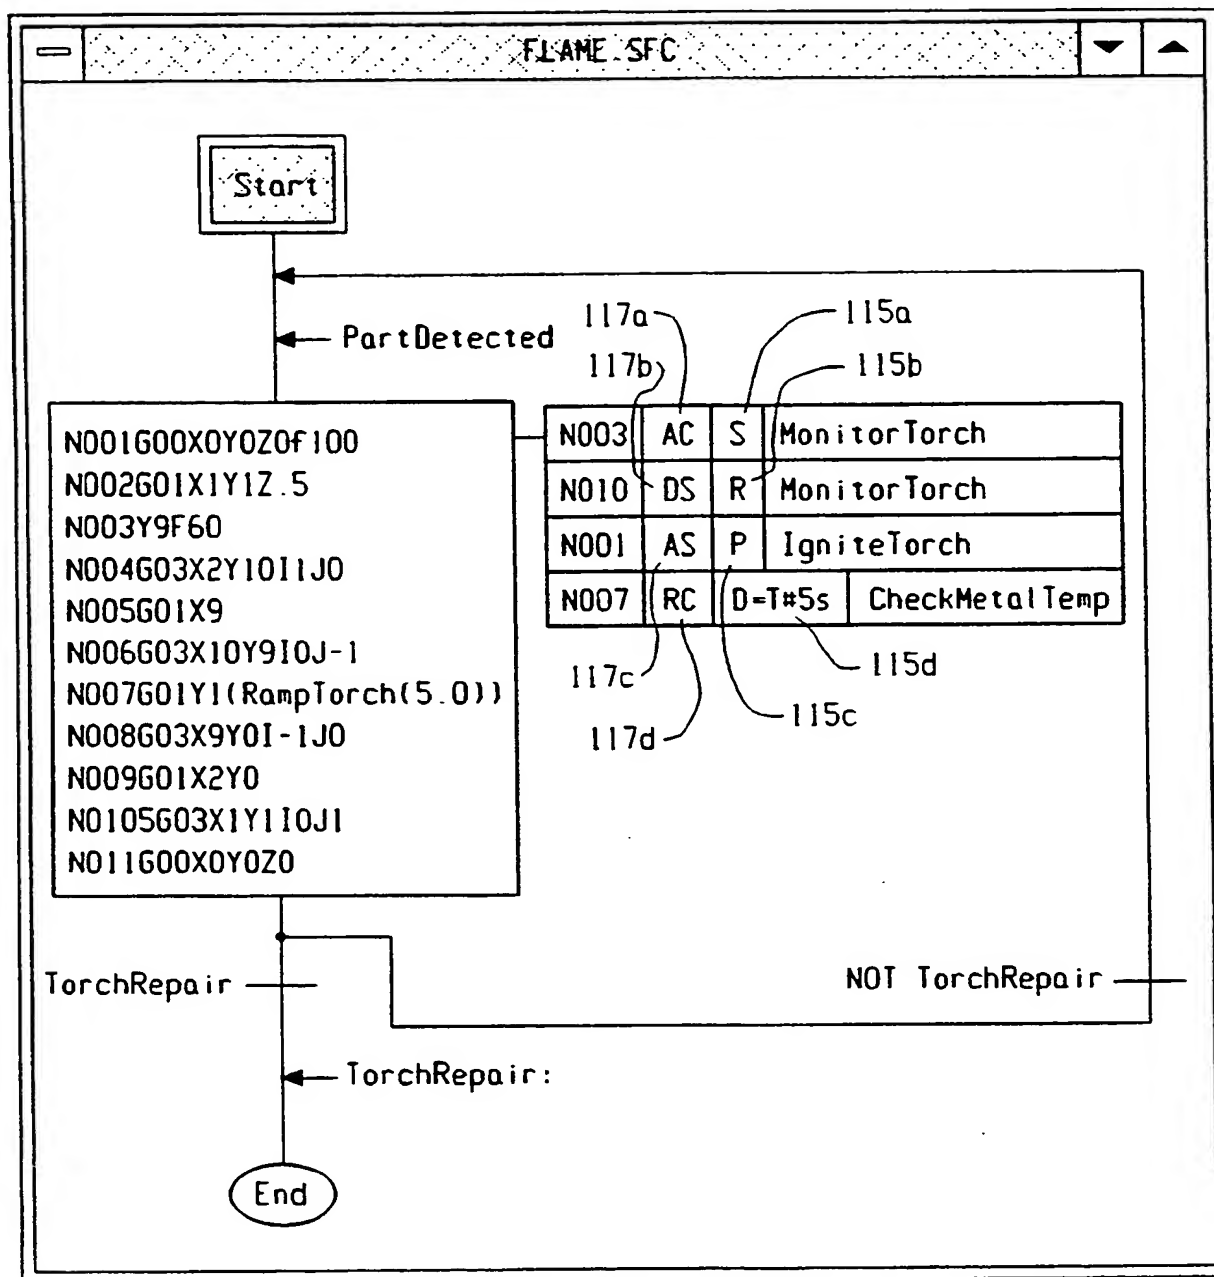 FLAME.SFC
Start
PartDetected
117a
115a
117b
115b
N001G00X0Y0Z0f100
N002G01X1Y1Z.5
N003Y9F60
N004G03X2Y10I1J0
N005G01X9
N006G03X10Y9I0J-1
N007G01Y1(RampTorch(5.0))
N008G03X9Y0I-1J0
N009G01X2Y0
N0105G03X1Y1I0J1
N011G00X0Y0Z0
N003 AC S MonitorTorch
N010 DS R MonitorTorch
N001 AS P IgniteTorch
N007 RC D=T#5s CheckMetalTemp
117c
115d
117d
115c
TorchRepair
NOT TorchRepair
TorchRepair:
End